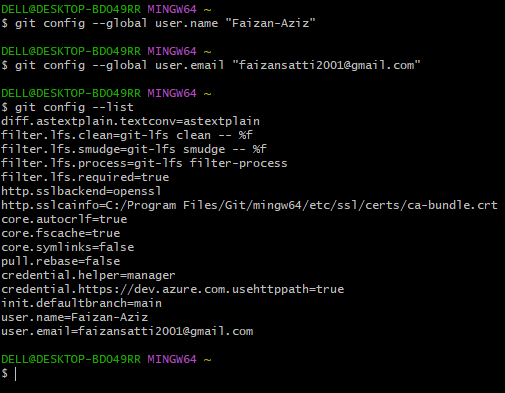 DELL@DESKTOP-BDO49RR MINGW64 ~
$ git config --global user.name "Faizan-Aziz"
DELL@DESKTOP-BDO49RR MINGW64 ~
$ git config --global user.email "faizansatti2001@gmail.com"
DELL@DESKTOP-BDO49RR MINGW64 ~
$ git config --list
diff.astextplain.textconv=astextplain
filter.lfs.clean=git-lfs clean -- %f
filter.lfs.smudge=git-lfs smudge -- %f
filter.lfs.process=git-lfs filter-process
filter.lfs.required=true
http.sslbackend=openssl
http.sslcainfo=C:/Program Files/Git/mingw64/etc/ssl/certs/ca-bundle.crt
core.autocrlf=true
core.fscache=true
core.symlinks=false
pull.rebase=false
credential.helper=manager
credential.https://dev.azure.com.usehttppath=true
init.defaultbranch=main
user.name=Faizan-Aziz
user.email=faizansatti2001@gmail.com
DELL@DESKTOP-BDO49RR MINGW64 ~
$